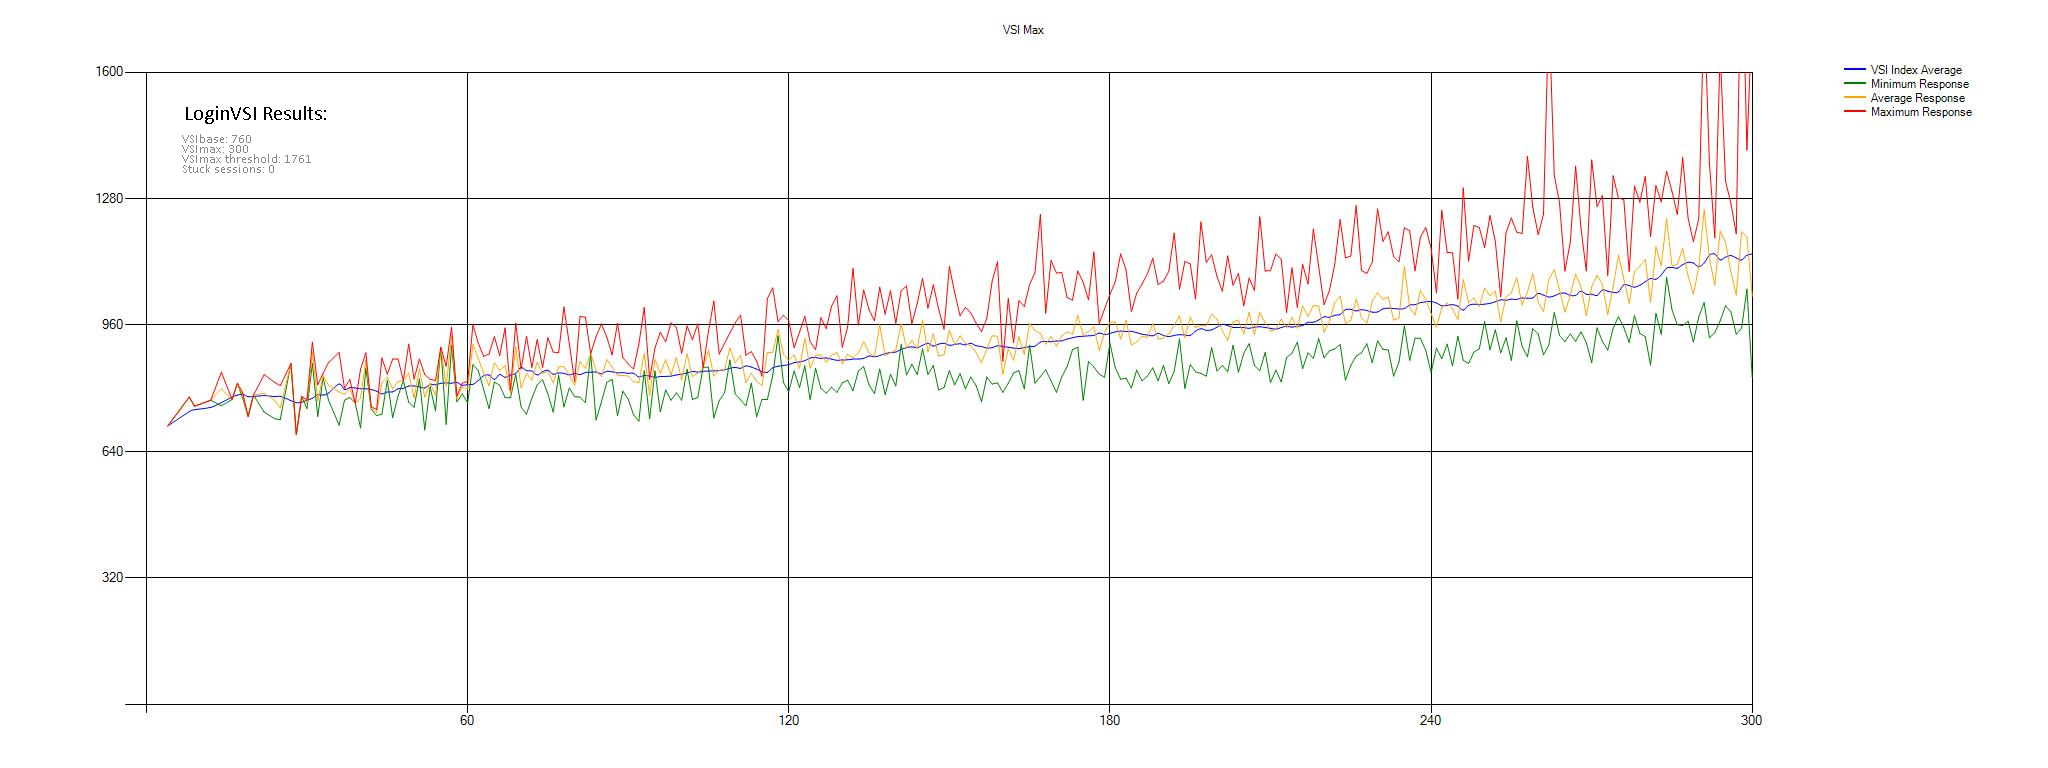 VSI Max
1600
1280
960
640
320
60
120
180
240
300
LoginVSI Results:
VSIbase: 760
VSImax: 300
VSImax threshold: 1761
Stuck sessions: 0
VSI Index Average
Minimum Response
Average Response
Maximum Response